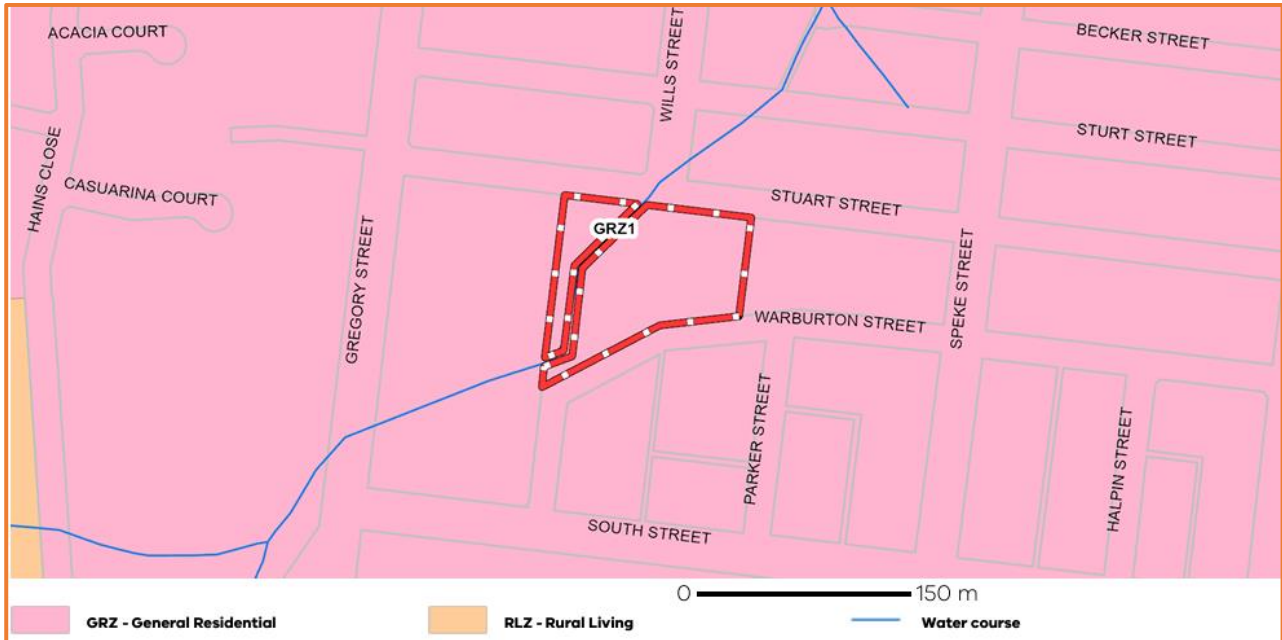 ACACIA COURT
BECKER STREET
WILLS STREET
STURT STREET
HAINS CLOSE
CASUARINA COURT
STUART STREET
GRZ1
GREGORY STREET
SPEKE STREET
WARBURTON STREET
PARKER STREET
HALPIN STREET
SOUTH STREET
0 150 m
GRZ - General Residential
RLZ - Rural Living
Water course